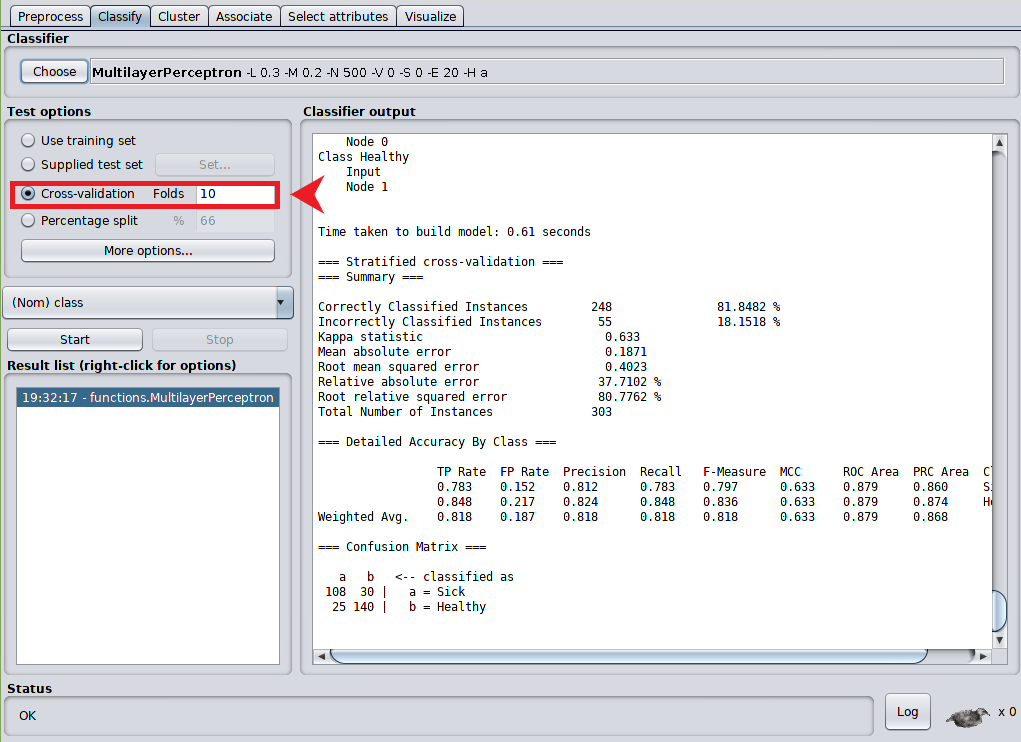 Preprocess Classify Cluster Associate Select attributes Visualize
Classifier
Choose MultilayerPerceptron -L 0.3 -M 0.2 -N 500 -V 0 -S 0 -E 20 -H a
Test options
Use training set
Supplied test set Set...
Cross-validation Folds 10
Percentage split % 66
More options...
(Nom) class
Start Stop
Result list (right-click for options)
19:32:17 - functions.MultilayerPerceptron
Classifier output
Node 0
Class Healthy
Input
Node 1
Time taken to build model: 0.61 seconds
=== Stratified cross-validation ===
=== Summary ===
Correctly Classified Instances 248 81.8482 %
Incorrectly Classified Instances 55 18.1518 %
Kappa statistic 0.633
Mean absolute error 0.1871
Root mean squared error 0.4023
Relative absolute error 37.7102 %
Root relative squared error 80.7762 %
Total Number of Instances 303
=== Detailed Accuracy By Class ===
TP Rate FP Rate Precision Recall F-Measure MCC ROC Area PRC Area
0.783 0.152 0.812 0.783 0.797 0.633 0.879 0.860
0.848 0.217 0.824 0.848 0.836 0.633 0.879 0.874
Weighted Avg. 0.818 0.187 0.818 0.818 0.818 0.633 0.879 0.868
=== Confusion Matrix ===
a b <-- classified as
108 30 | a = Sick
25 140 | b = Healthy
Status
OK
Log x 0